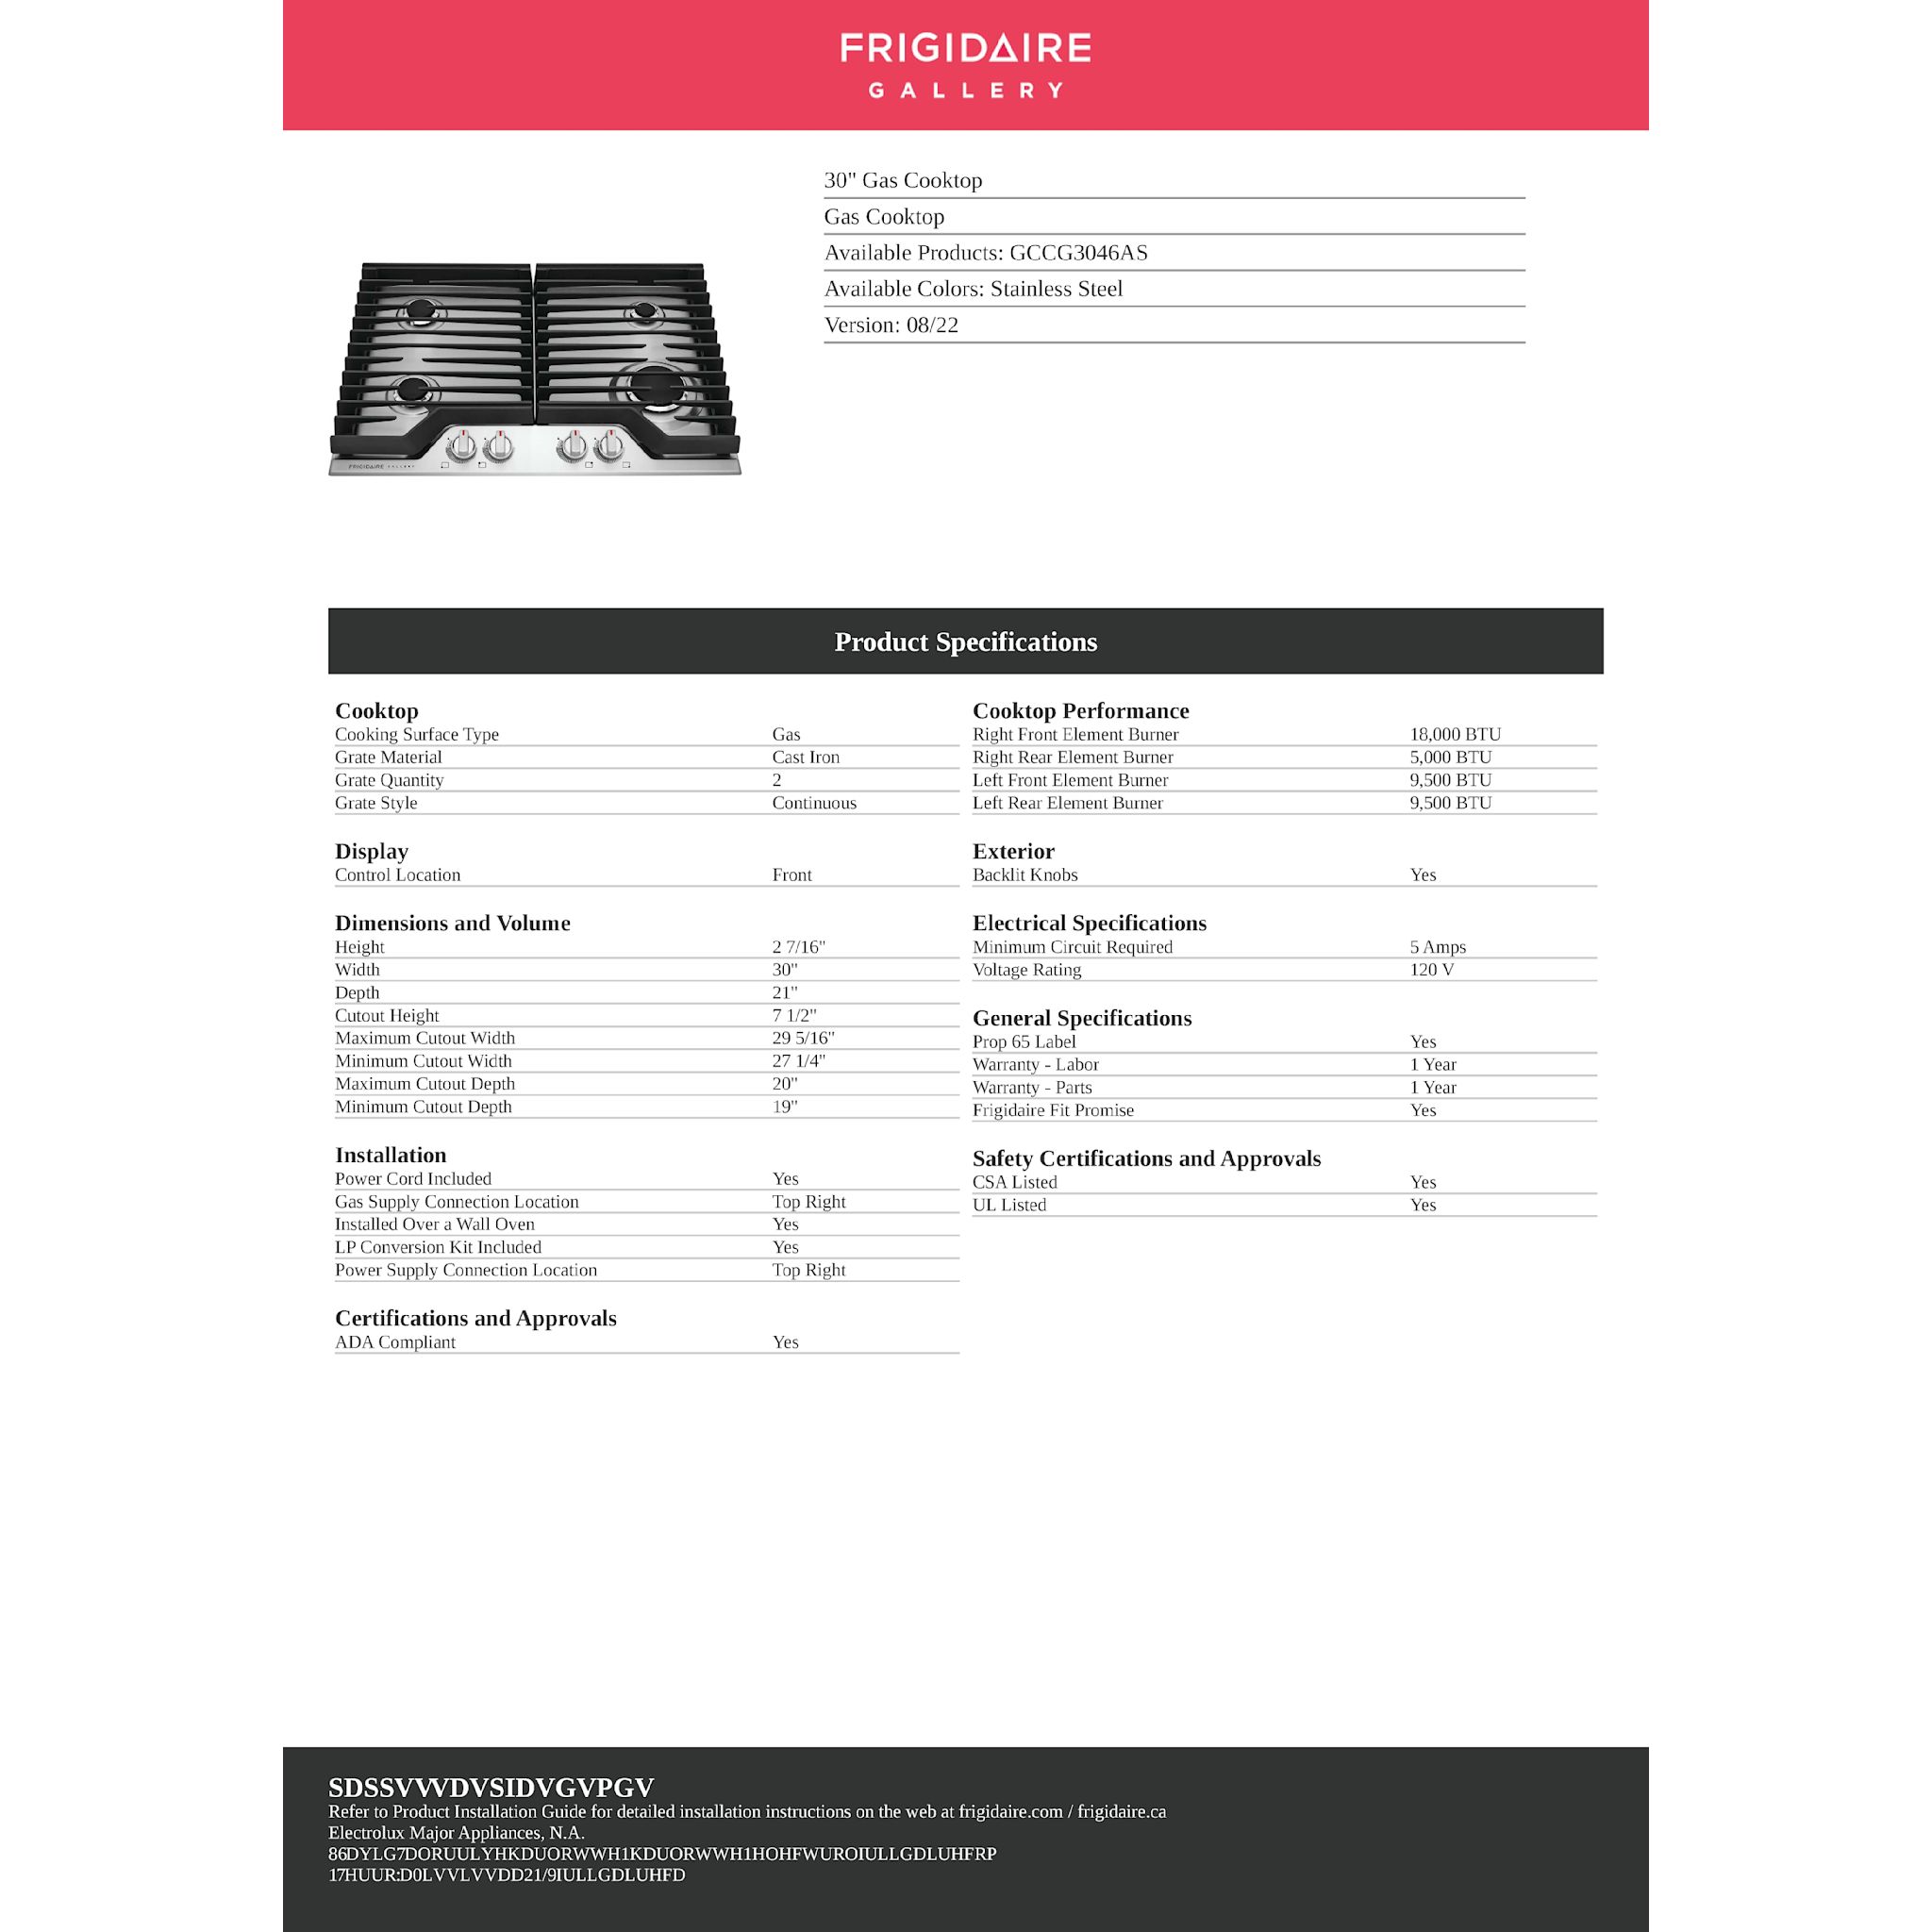 FRIGIDAIRE
GALLERY
30" Gas Cooktop
Gas Cooktop
Available Products: GCCG3046AS
Available Colors: Stainless Steel
Version: 08/22
FRIGIDAIRE GALLERY
Product Specifications
Cooktop
Cooking Surface Type Gas
Grate Material Cast Iron
Grate Quantity 2
Grate Style Continuous
Display
Control Location Front
Dimensions and Volume
Height 2 7/16"
Width 30"
Depth 21"
Cutout Height 7 1/2"
Maximum Cutout Width 29 5/16"
Minimum Cutout Width 27 1/4"
Maximum Cutout Depth 20"
Minimum Cutout Depth 19"
Installation
Power Cord Included Yes
Gas Supply Connection Location Top Right
Installed Over a Wall Oven Yes
LP Conversion Kit Included Yes
Power Supply Connection Location Top Right
Certifications and Approvals
ADA Compliant Yes
Cooktop Performance
Right Front Element Burner 18,000 BTU
Right Rear Element Burner 5,000 BTU
Left Front Element Burner 9,500 BTU
Left Rear Element Burner 9,500 BTU
Exterior
Backlit Knobs Yes
Electrical Specifications
Minimum Circuit Required 5 Amps
Voltage Rating 120 V
General Specifications
Prop 65 Label Yes
Warranty - Labor 1 Year
Warranty - Parts 1 Year
Frigidaire Fit Promise Yes
Safety Certifications and Approvals
CSA Listed Yes
UL Listed Yes
SDSSVVVDVSIDVGVPGV
Refer to Product Installation Guide for detailed installation instructions on the web at frigidaire.com / frigidaire.ca
Electrolux Major Appliances, N.A.
86DYLG7DORUULYHKDUORWWH1KDUORWWH1HOHFWUROIULLGDLUHFRP
17HUUR:D0LVVLVVDD21/9IULLGDLUHFD